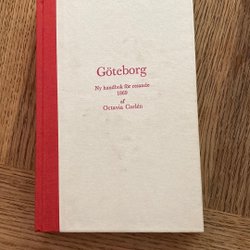 Göteborg
Ny handbok för resande
1869
af
Octavia Carlén